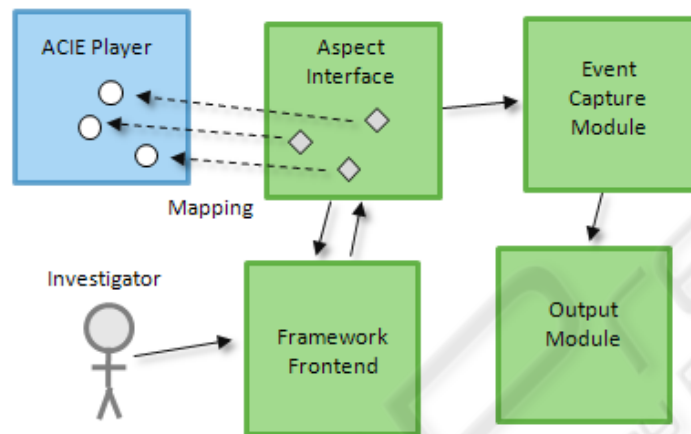 ACIE Player
Aspect
Interface
Event
Capture
Module
Mapping
Investigator
Framework
Frontend
Output
Module